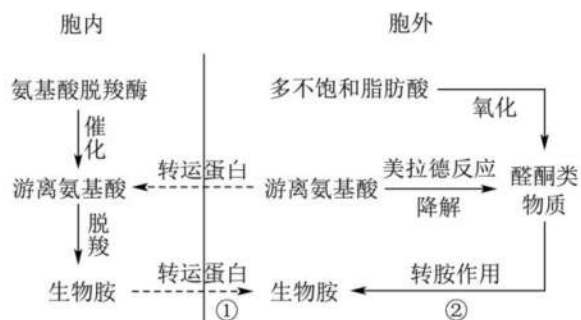 胞内
胞外
氨基酸脱羧酶
多不饱和脂肪酸
氧化
催化
转运蛋白
美拉德反应
游离氨基酸
游离氨基酸
降解
醛酮类
物质
脱羧
转运蛋白
转胺作用
生物胺
生物胺
①
②